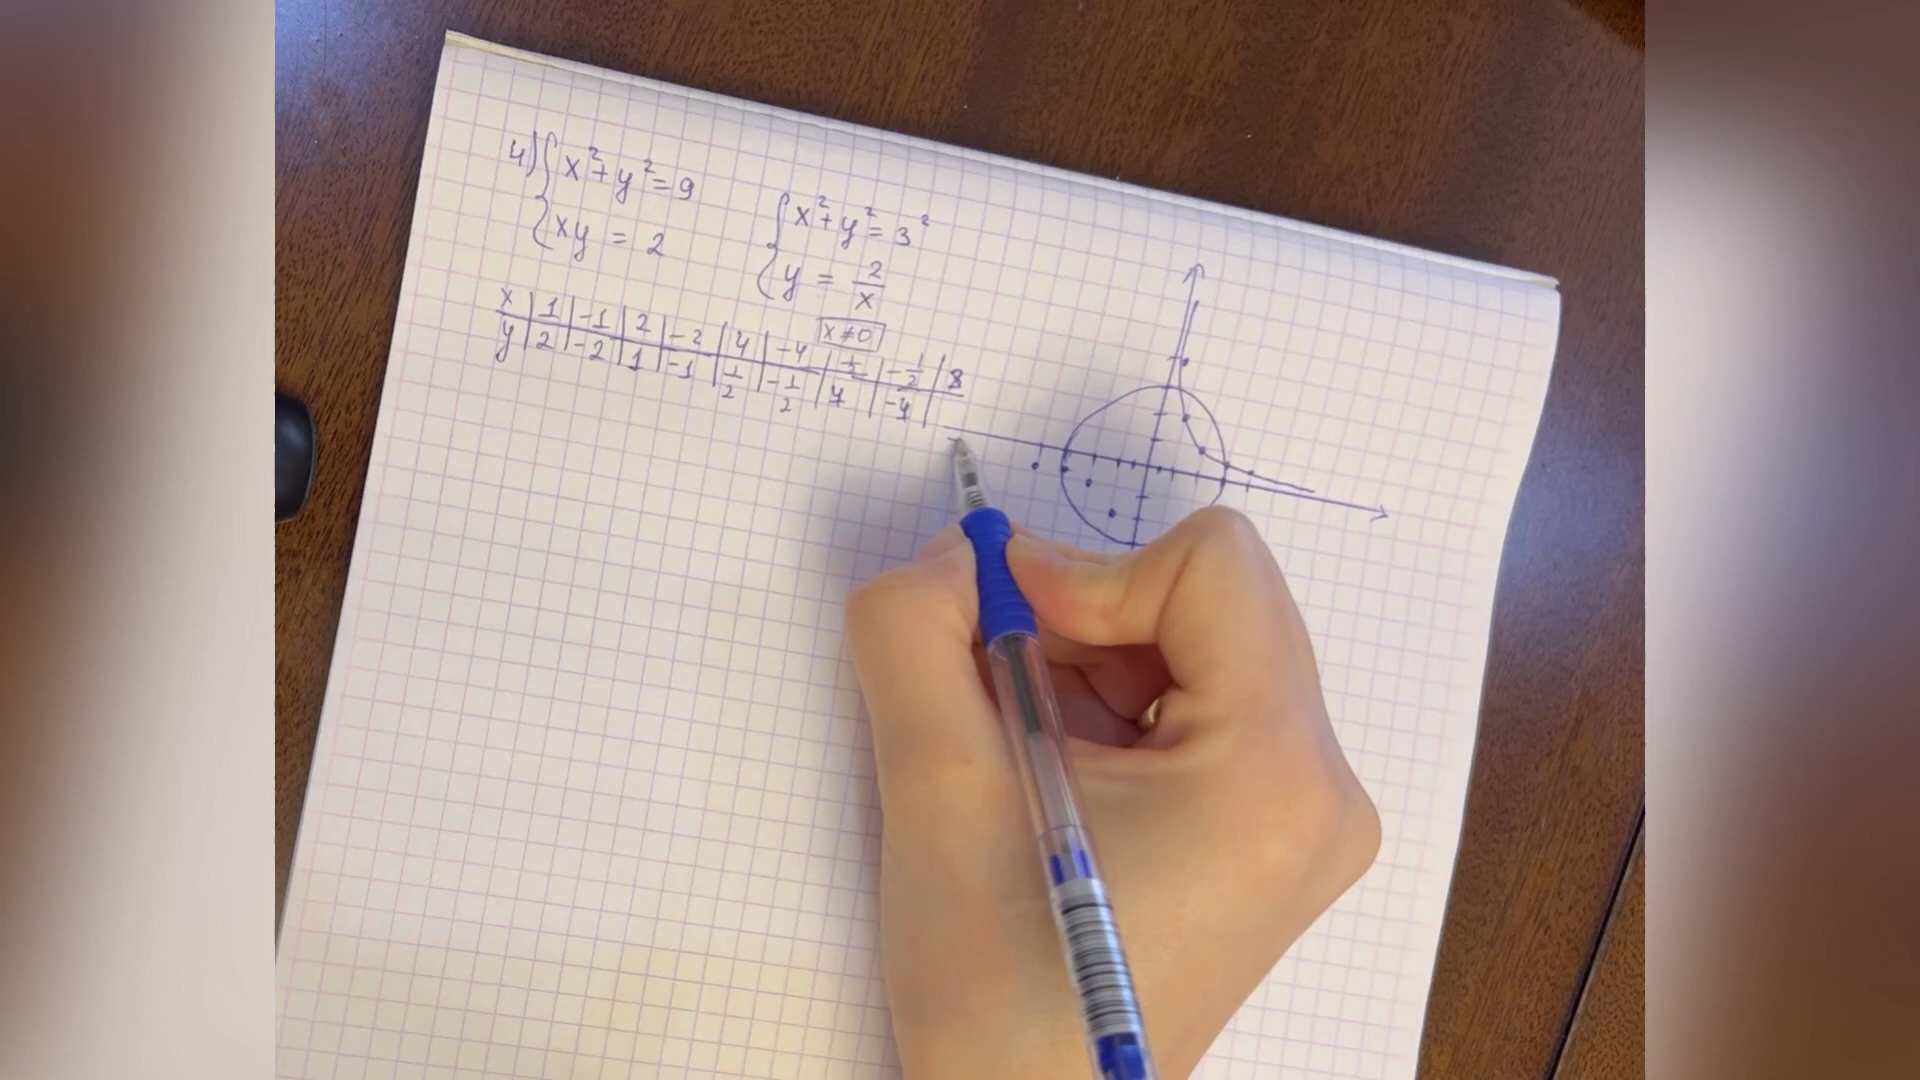 4) { x² + y² = 9
xy = 2
{ x² + y² = 3²
y = 2/x
x ≠ 0
x | 1 | -1 | 2 | -2 | 4 | -4 | 1/2 | -1/2 | 8
y | 2 | -2 | 1 | -1 | 1/2 | -1/2 | 4 | -4 |